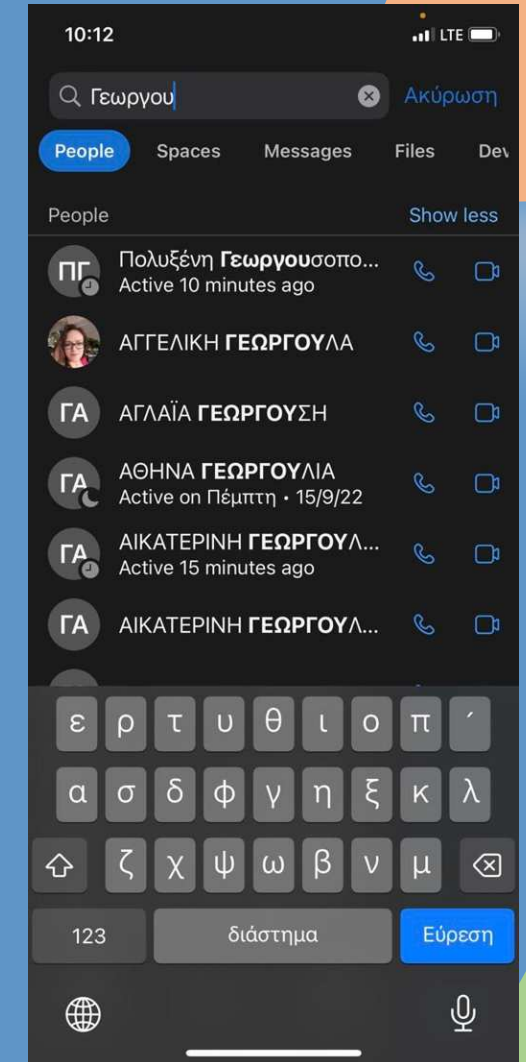 10:12
LTE
Γεωργου
Ακύρωση
People Spaces Messages Files Dev
People Show less
ΠΓ Πολυξένη Γεωργουσοπο...
Active 10 minutes ago
ΑΓΓΕΛΙΚΗ ΓΕΩΡΓΟΥΛΑ
ΓΑ ΑΓΛΑΪΑ ΓΕΩΡΓΟΥΣΗ
ΓΑ ΑΘΗΝΑ ΓΕΩΡΓΟΥΛΙΑ
Active on Πέμπτη • 15/9/22
ΓΑ ΑΙΚΑΤΕΡΙΝΗ ΓΕΩΡΓΟΥΛ...
Active 15 minutes ago
ΓΑ ΑΙΚΑΤΕΡΙΝΗ ΓΕΩΡΓΟΥΛ...
ε ρ τ υ θ ι ο π ΄
α σ δ φ γ η ξ κ λ
ζ χ ψ ω β ν μ
123 διάστημα Εύρεση